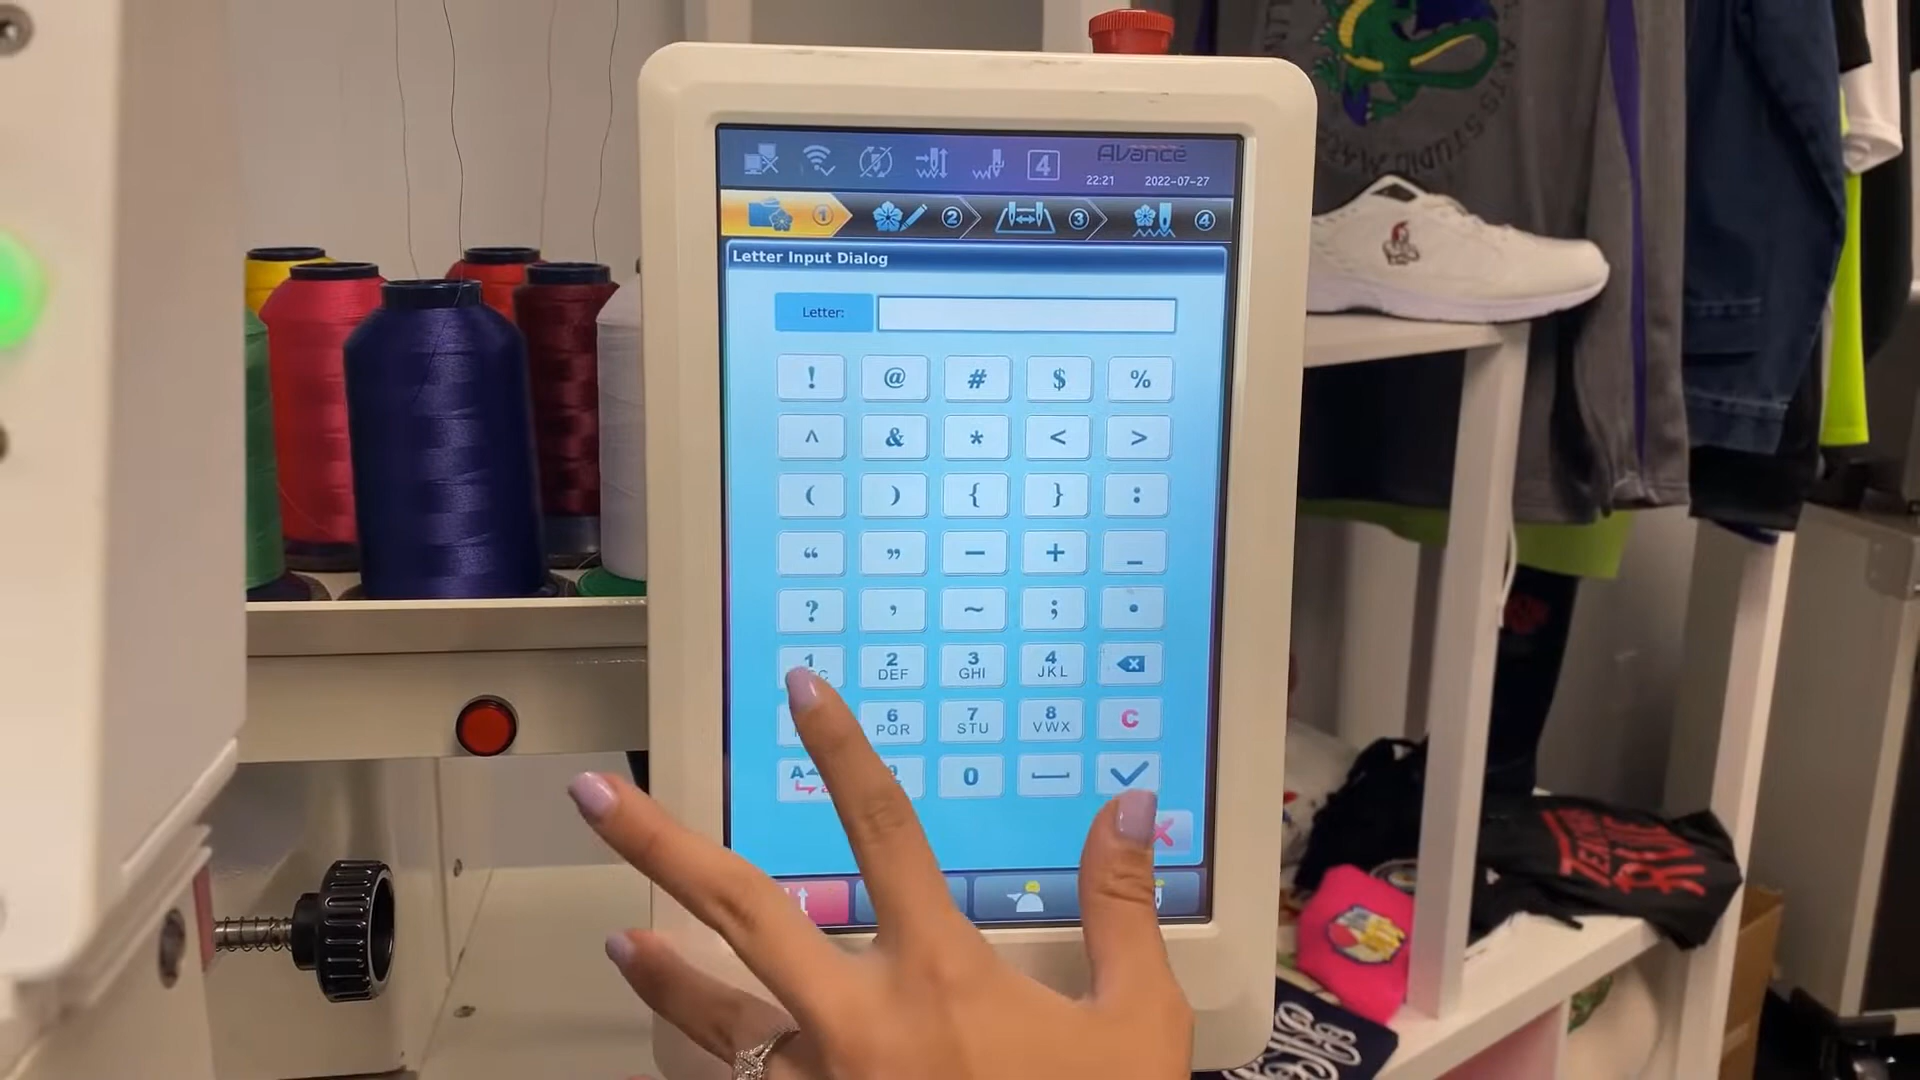 4
Avancé
22:21 2022-07-27
1 2 3 4
Letter Input Dialog
Letter:
! @ # $ %
^ & * < >
( ) { } :
“ ” − + _
? , ~ ; •
1 2 3 4
DEF GHI JKL
6 7 8 C
PQR STU VWX
A
0